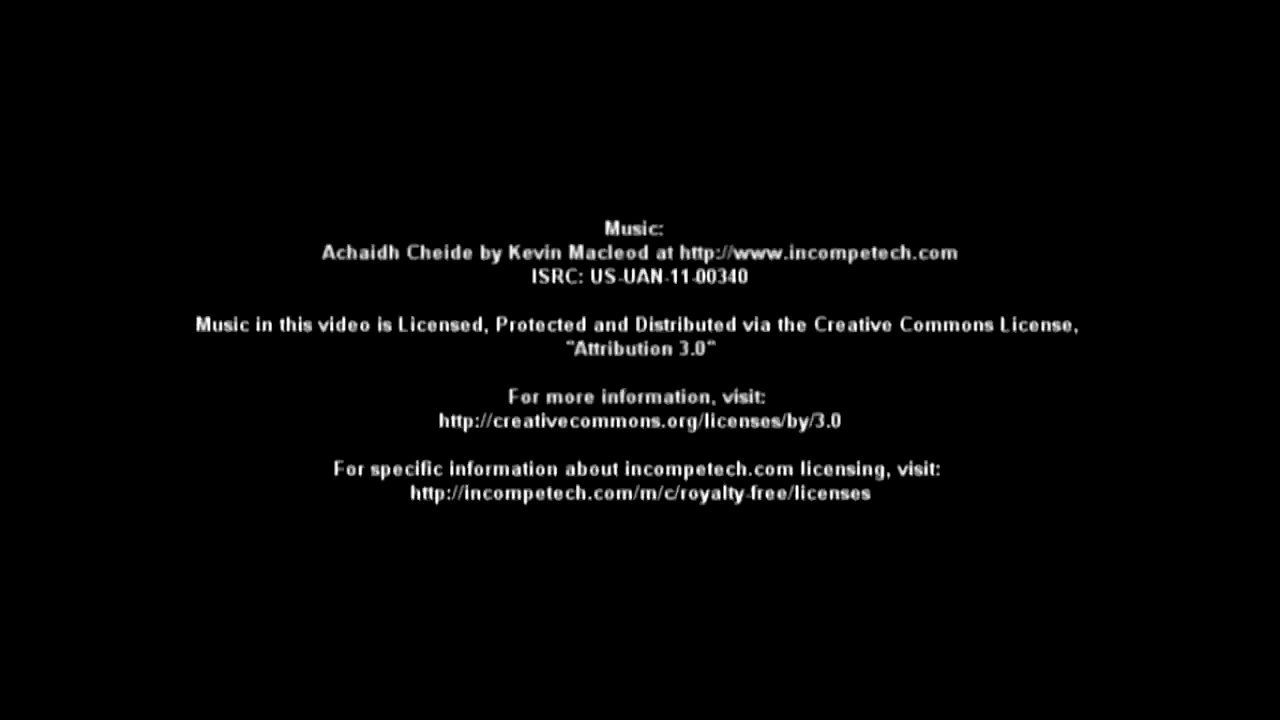 Music:
Achaidh Cheide by Kevin Macleod at http://www.incompetech.com
ISRC: US-UAN-11-00340
Music in this video is Licensed, Protected and Distributed via the Creative Commons License,
"Attribution 3.0"
For more information, visit:
http://creativecommons.org/licenses/by/3.0
For specific information about incompetech.com licensing, visit:
http://incompetech.com/m/c/royalty-free/licenses